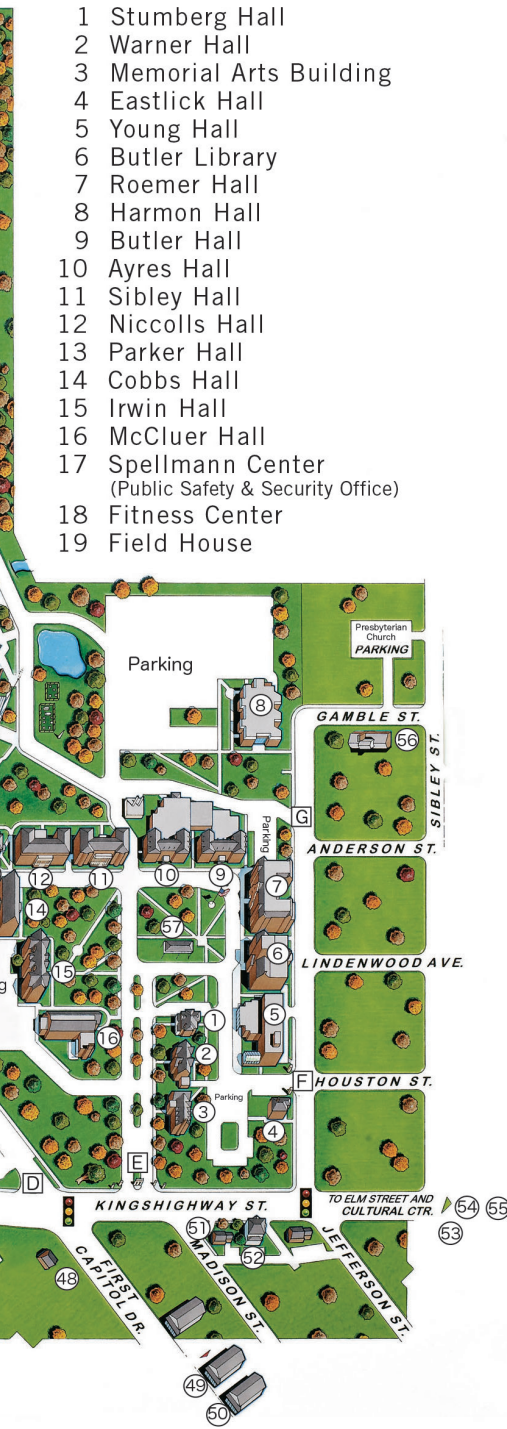 1 Stumberg Hall
2 Warner Hall
3 Memorial Arts Building
4 Eastlick Hall
5 Young Hall
6 Butler Library
7 Roemer Hall
8 Harmon Hall
9 Butler Hall
10 Ayres Hall
11 Sibley Hall
12 Niccolls Hall
13 Parker Hall
14 Cobbs Hall
15 Irwin Hall
16 McCluer Hall
17 Spellmann Center
(Public Safety & Security Office)
18 Fitness Center
19 Field House
Presbyterian
Church
PARKING
Parking
8
GAMBLE ST.
56
SIBLEY ST.
G
Parking
ANDERSON ST.
12
11
10
9
7
14
57
15
6
LINDENWOOD AVE.
g
16
1
5
2
F
HOUSTON ST.
3
Parking
4
E
D
KINGSHIGHWAY ST.
TO ELM STREET AND
CULTURAL CTR.
54
55
53
51
52
48
FIRST
CAPITOL DR.
MADISON ST.
JEFFERSON ST.
49
50